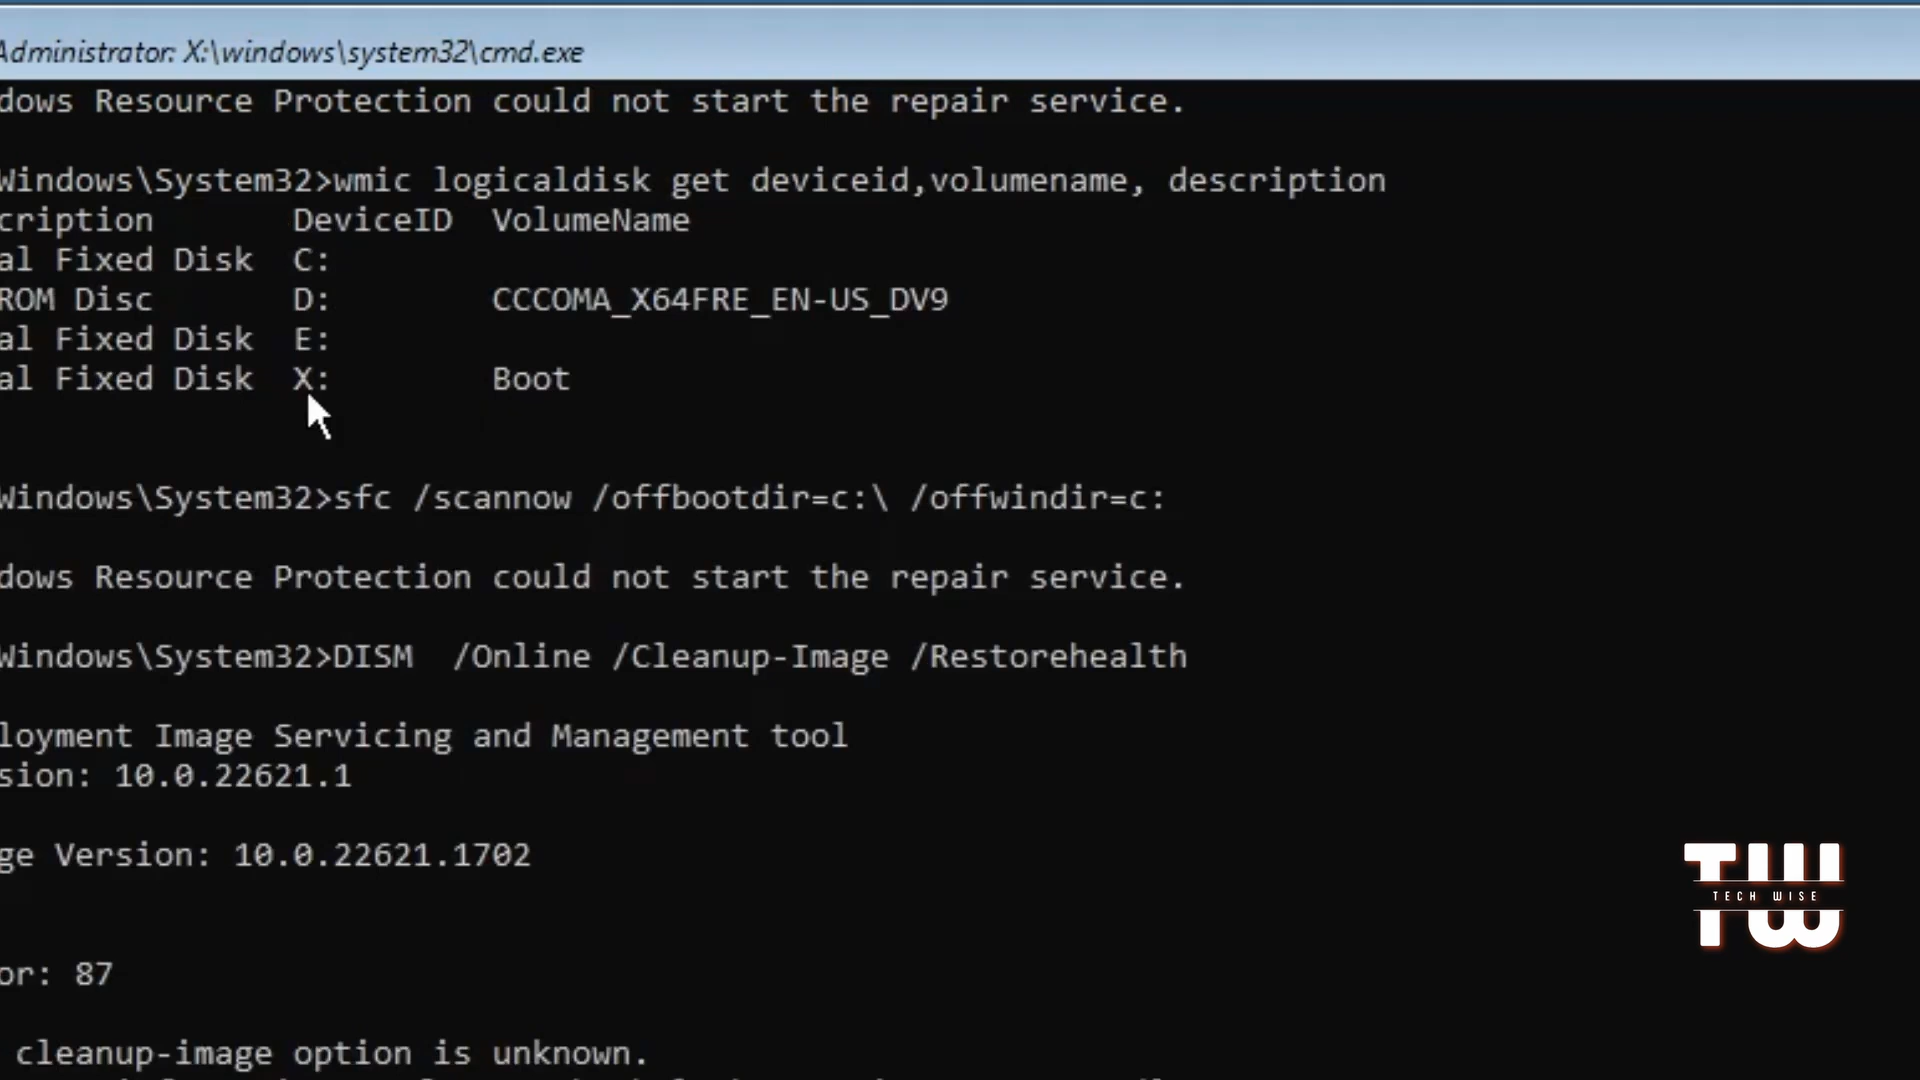 Administrator: X:\windows\system32\cmd.exe
dows Resource Protection could not start the repair service.
Windows\System32>wmic logicaldisk get deviceid,volumename, description
cription DeviceID VolumeName
al Fixed Disk C:
ROM Disc D: CCCOMA_X64FRE_EN-US_DV9
al Fixed Disk E:
al Fixed Disk X: Boot
Windows\System32>sfc /scannow /offbootdir=c:\ /offwindir=c:
dows Resource Protection could not start the repair service.
Windows\System32>DISM  /Online /Cleanup-Image /Restorehealth
loyment Image Servicing and Management tool
sion: 10.0.22621.1
ge Version: 10.0.22621.1702
or: 87
cleanup-image option is unknown.
TW
TECH WISE